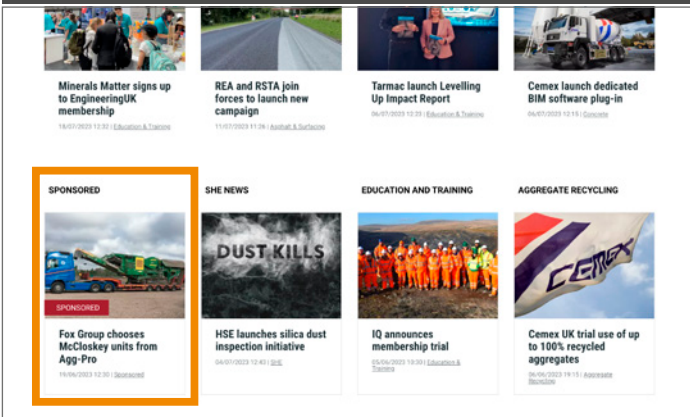 Minerals Matter signs up
to EngineeringUK
membership
18/07/2023 12:32 | Education & Training
REA and RSTA join
forces to launch new
campaign
11/07/2023 11:26 | Asphalt & Surfacing
Tarmac launch Levelling
Up Impact Report
06/07/2023 12:22 | Education & Training
Cemex launch dedicated
BIM software plug-in
06/07/2023 12:15 | Concrete
SPONSORED
SPONSORED
Fox Group chooses
McCloskey units from
Agg-Pro
19/06/2023 12:30 | Sponsored
SHE NEWS
DUST KILLS
HSE launches silica dust
inspection initiative
04/07/2023 12:43 | SHE
EDUCATION AND TRAINING
IQ announces
membership trial
05/06/2023 13:33 | Education &
Training
AGGREGATE RECYCLING
CEMEX
Cemex UK trial use of up
to 100% recycled
aggregates
06/06/2023 19:15 | Aggregate
Recycling